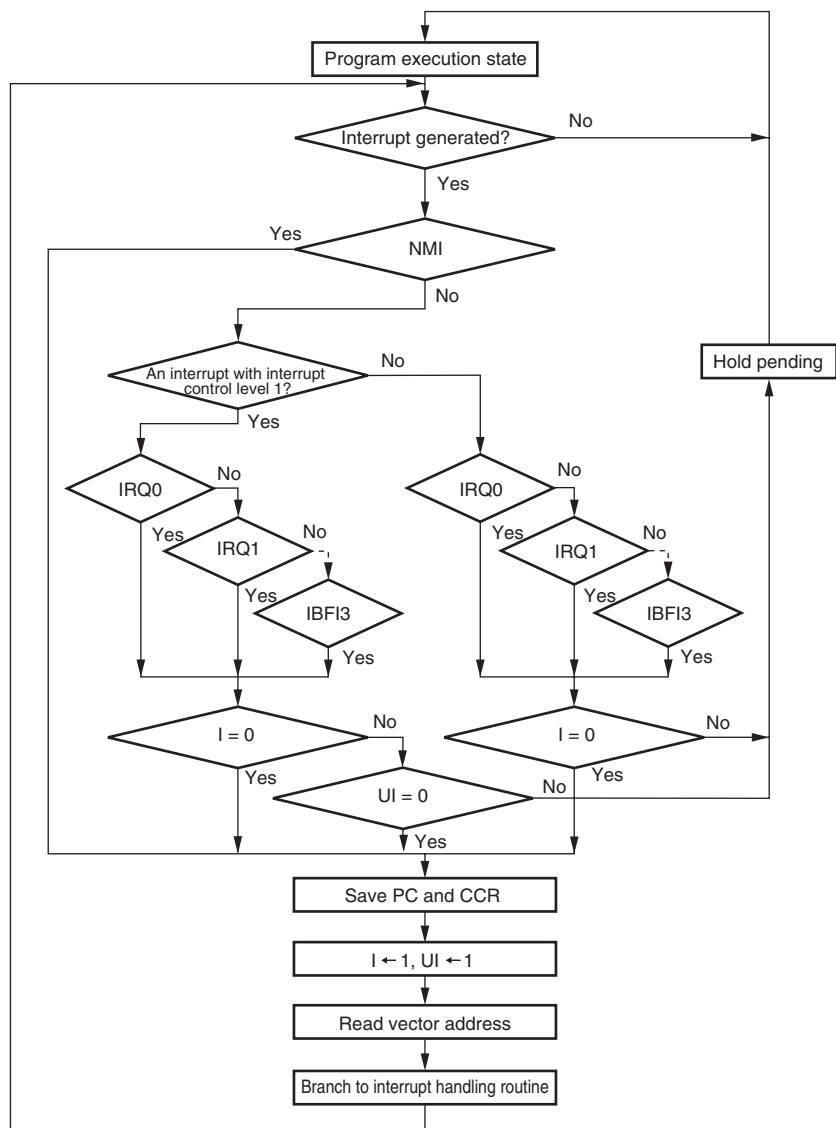 Program execution state
Interrupt generated?
No
Yes
Yes
NMI
No
An interrupt with interrupt
control level 1?
No
Yes
Hold pending
IRQ0
No
Yes
IRQ1
No
Yes
IBFI3
Yes
IRQ0
No
Yes
IRQ1
No
Yes
IBFI3
Yes
I = 0
No
Yes
UI = 0
No
Yes
I = 0
No
Yes
Save PC and CCR
I ← 1, UI ← 1
Read vector address
Branch to interrupt handling routine